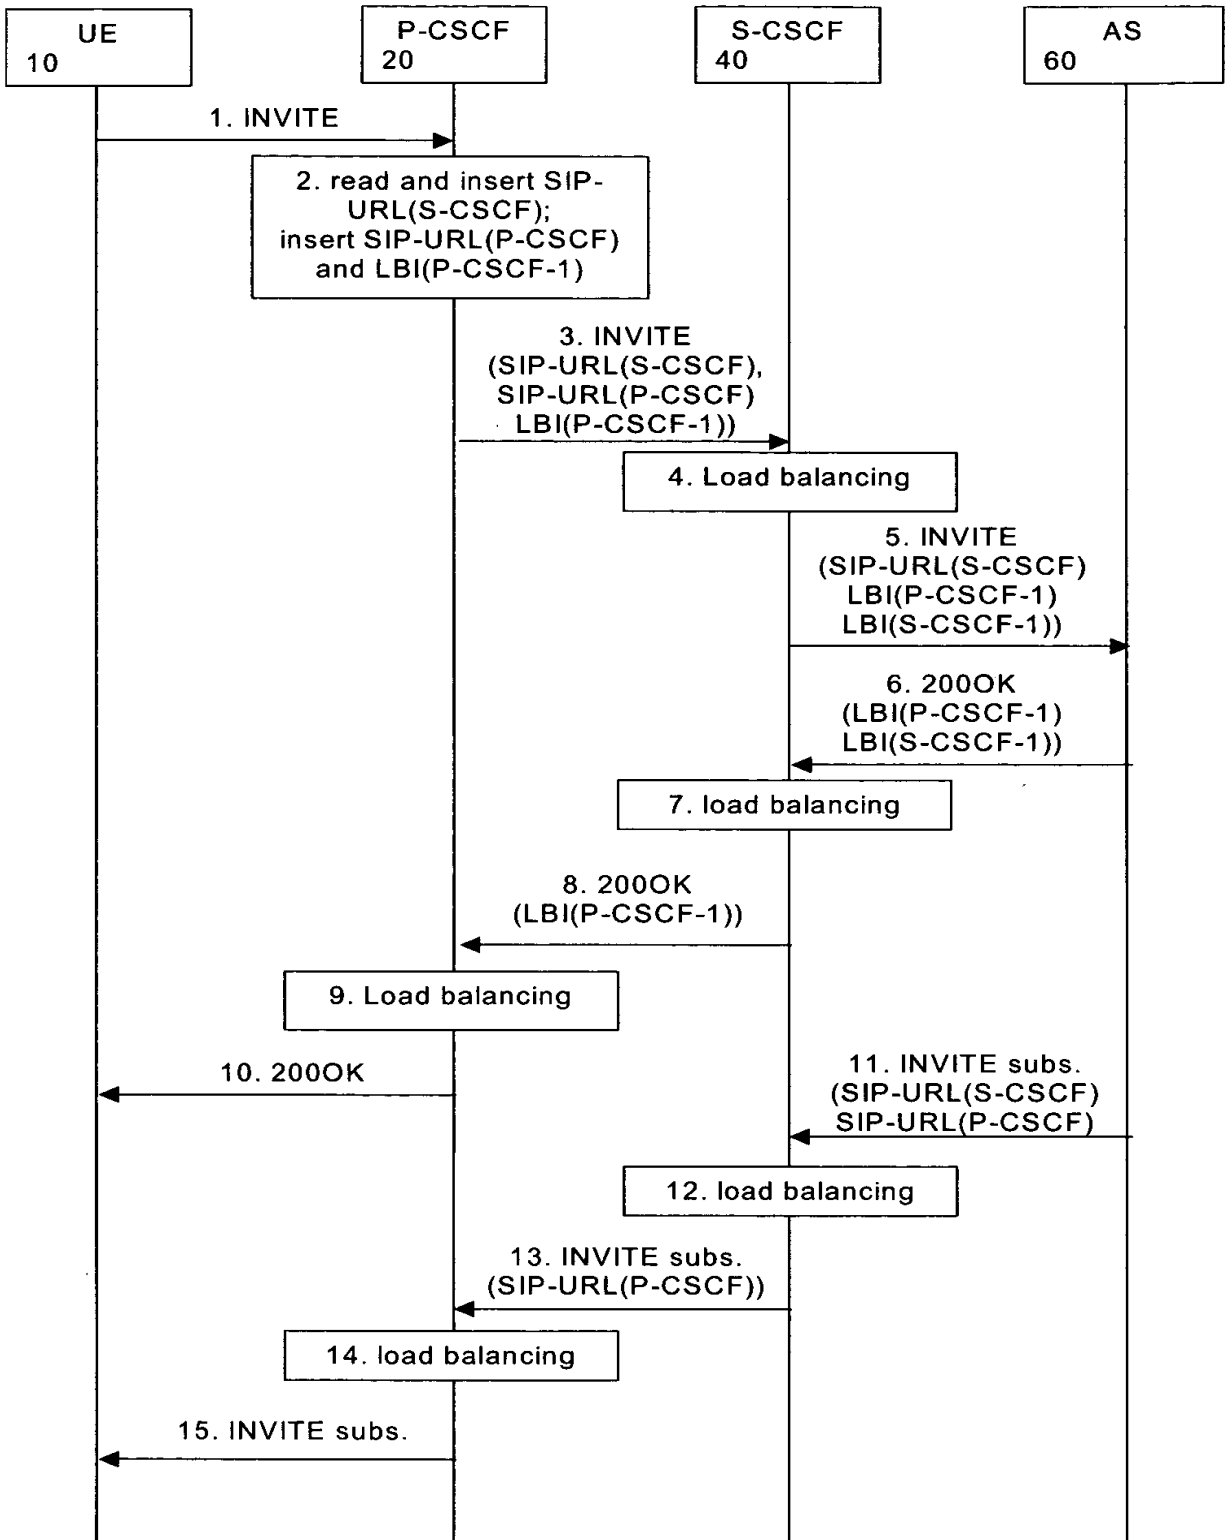 UE
10
P-CSCF
20
S-CSCF
40
AS
60
1. INVITE
2. read and insert SIP-
URL(S-CSCF);
insert SIP-URL(P-CSCF)
and LBI(P-CSCF-1)
3. INVITE
(SIP-URL(S-CSCF),
SIP-URL(P-CSCF)
LBI(P-CSCF-1))
4. Load balancing
5. INVITE
(SIP-URL(S-CSCF)
LBI(P-CSCF-1)
LBI(S-CSCF-1))
6. 200OK
(LBI(P-CSCF-1)
LBI(S-CSCF-1))
7. load balancing
8. 200OK
(LBI(P-CSCF-1))
9. Load balancing
10. 200OK
11. INVITE subs.
(SIP-URL(S-CSCF)
SIP-URL(P-CSCF)
12. load balancing
13. INVITE subs.
(SIP-URL(P-CSCF))
14. load balancing
15. INVITE subs.